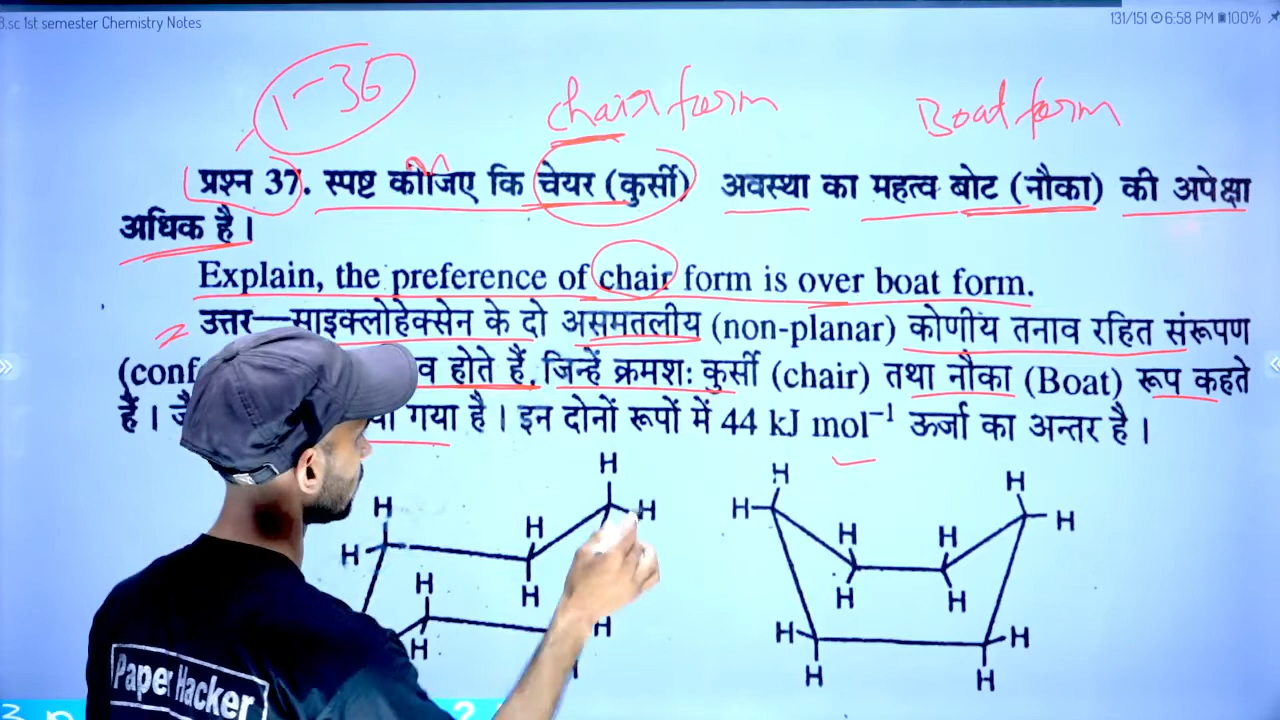 B.sc 1st semester Chemistry Notes
131/151 6:58 PM 100%
1-36
chair form
Boat form
प्रश्न 37. स्पष्ट कीजिए कि चेयर (कुर्सी) अवस्था का महत्व बोट (नौका) की अपेक्षा
अधिक है।
Explain, the preference of chair form is over boat form.
उत्तर—साइक्लोहेक्सेन के दो असमतलीय (non-planar) कोणीय तनाव रहित संरूपण
(conf व होते हैं, जिन्हें क्रमशः कुर्सी (chair) तथा नौका (Boat) रूप कहते
हैं। गया है। इन दोनों रूपों में 44 kJ mol⁻¹ ऊर्जा का अन्तर है।
H H H
H H H H H
H H H
H H H H
H H H
H H H
H H
Paper Hacker